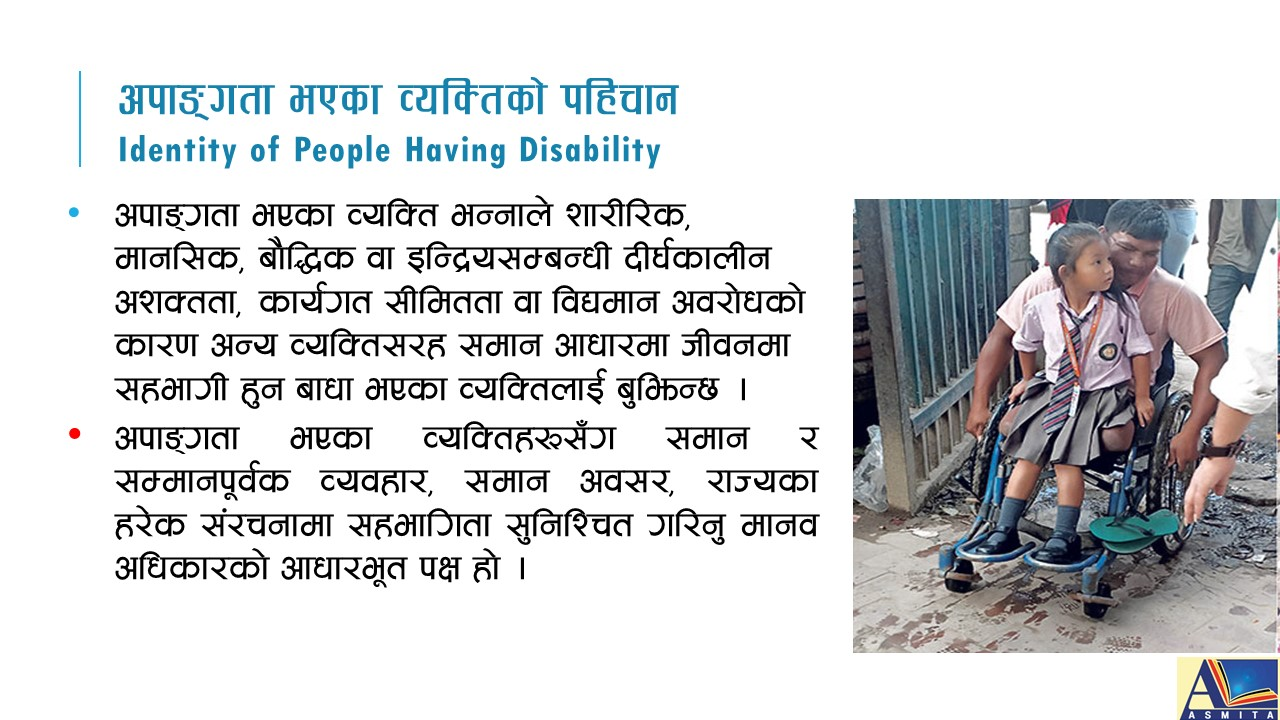 अपाङ्गता भएका व्यक्तिको पहिचान
Identity of People Having Disability
• अपाङ्गता भएका व्यक्ति भन्नाले शारीरिक,
मानसिक, बौद्धिक वा इन्द्रियसम्बन्धी दीर्घकालीन
अशक्तता, कार्यगत सीमितता वा विद्यमान अवरोधको
कारण अन्य व्यक्तिसरह समान आधारमा जीवनमा
सहभागी हुन बाधा भएका व्यक्तिलाई बुझिन्छ ।
• अपाङ्गता भएका व्यक्तिहरूसँग समान र
सम्मानपूर्वक व्यवहार, समान अवसर, राज्यका
हरेक संरचनामा सहभागिता सुनिश्चित गरिनु मानव
अधिकारको आधारभूत पक्ष हो ।
ASMITA